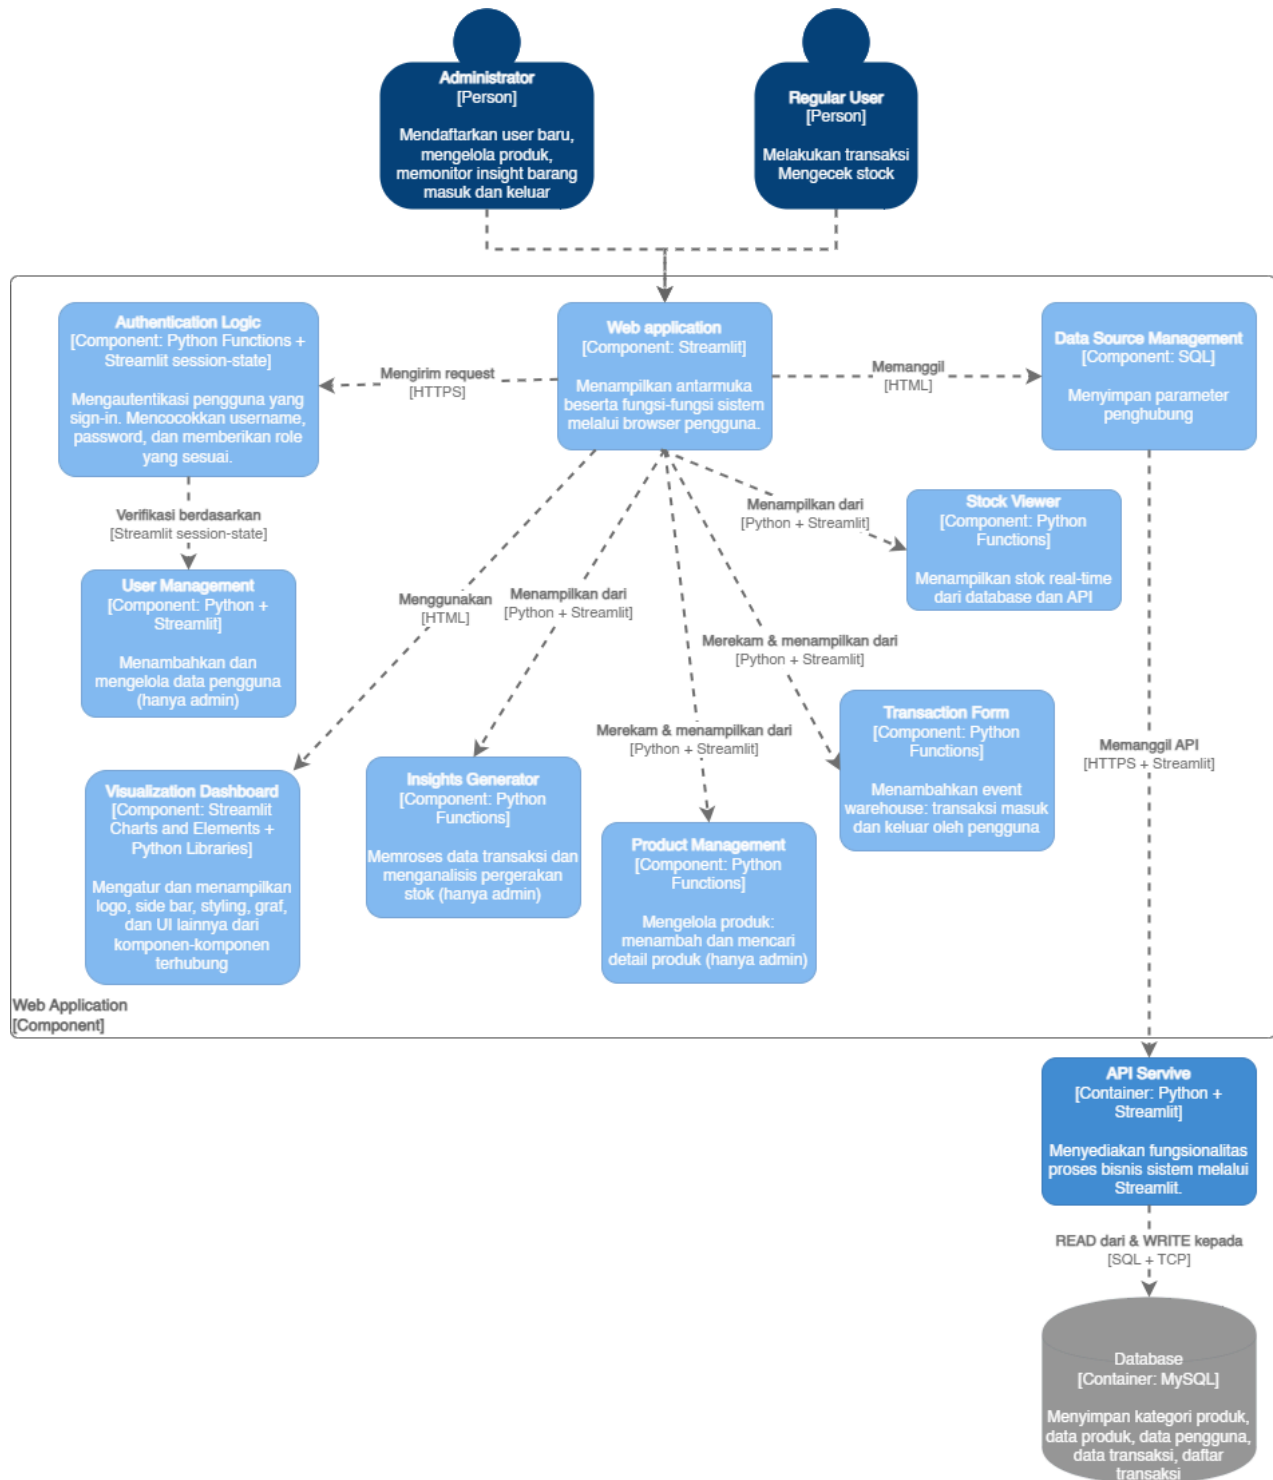 Administrator
[Person]
Mendaftarkan user baru,
mengelola produk,
memonitor insight barang
masuk dan keluar
Regular User
[Person]
Melakukan transaksi
Mengecek stock
Authentication Logic
[Component: Python Functions +
Streamlit session-state]
Mengautentikasi pengguna yang
sign-in. Mencocokkan username,
password, dan memberikan role
yang sesuai.
Mengirim request
[HTTPS]
Web application
[Component: Streamlit]
Menampilkan antarmuka
beserta fungsi-fungsi sistem
melalui browser pengguna.
Memanggil
[HTML]
Data Source Management
[Component: SQL]
Menyimpan parameter
penghubung
Verifikasi berdasarkan
[Streamlit session-state]
Menampilkan dari
[Python + Streamlit]
Stock Viewer
[Component: Python
Functions]
Menampilkan stok real-time
dari database dan API
User Management
[Component: Python +
Streamlit]
Menambahkan dan
mengelola data pengguna
(hanya admin)
Menggunakan
[HTML]
Menampilkan dari
[Python + Streamlit]
Merekam & menampilkan dari
[Python + Streamlit]
Merekam & menampilkan dari
[Python + Streamlit]
Transaction Form
[Component: Python
Functions]
Menambahkan event
warehouse: transaksi masuk
dan keluar oleh pengguna
Memanggil API
[HTTPS + Streamlit]
Visualization Dashboard
[Component: Streamlit
Charts and Elements +
Python Libraries]
Mengatur dan menampilkan
logo, side bar, styling, graf,
dan UI lainnya dari
komponen-komponen
terhubung
Insights Generator
[Component: Python
Functions]
Memroses data transaksi dan
menganalisis pergerakan
stok (hanya admin)
Product Management
[Component: Python
Functions]
Mengelola produk:
menambah dan mencari
detail produk (hanya admin)
Web Application
[Component]
API Servive
[Container: Python +
Streamlit]
Menyediakan fungsionalitas
proses bisnis sistem melalui
Streamlit.
READ dari & WRITE kepada
[SQL + TCP]
Database
[Container: MySQL]
Menyimpan kategori produk,
data produk, data pengguna,
data transaksi, daftar
transaksi